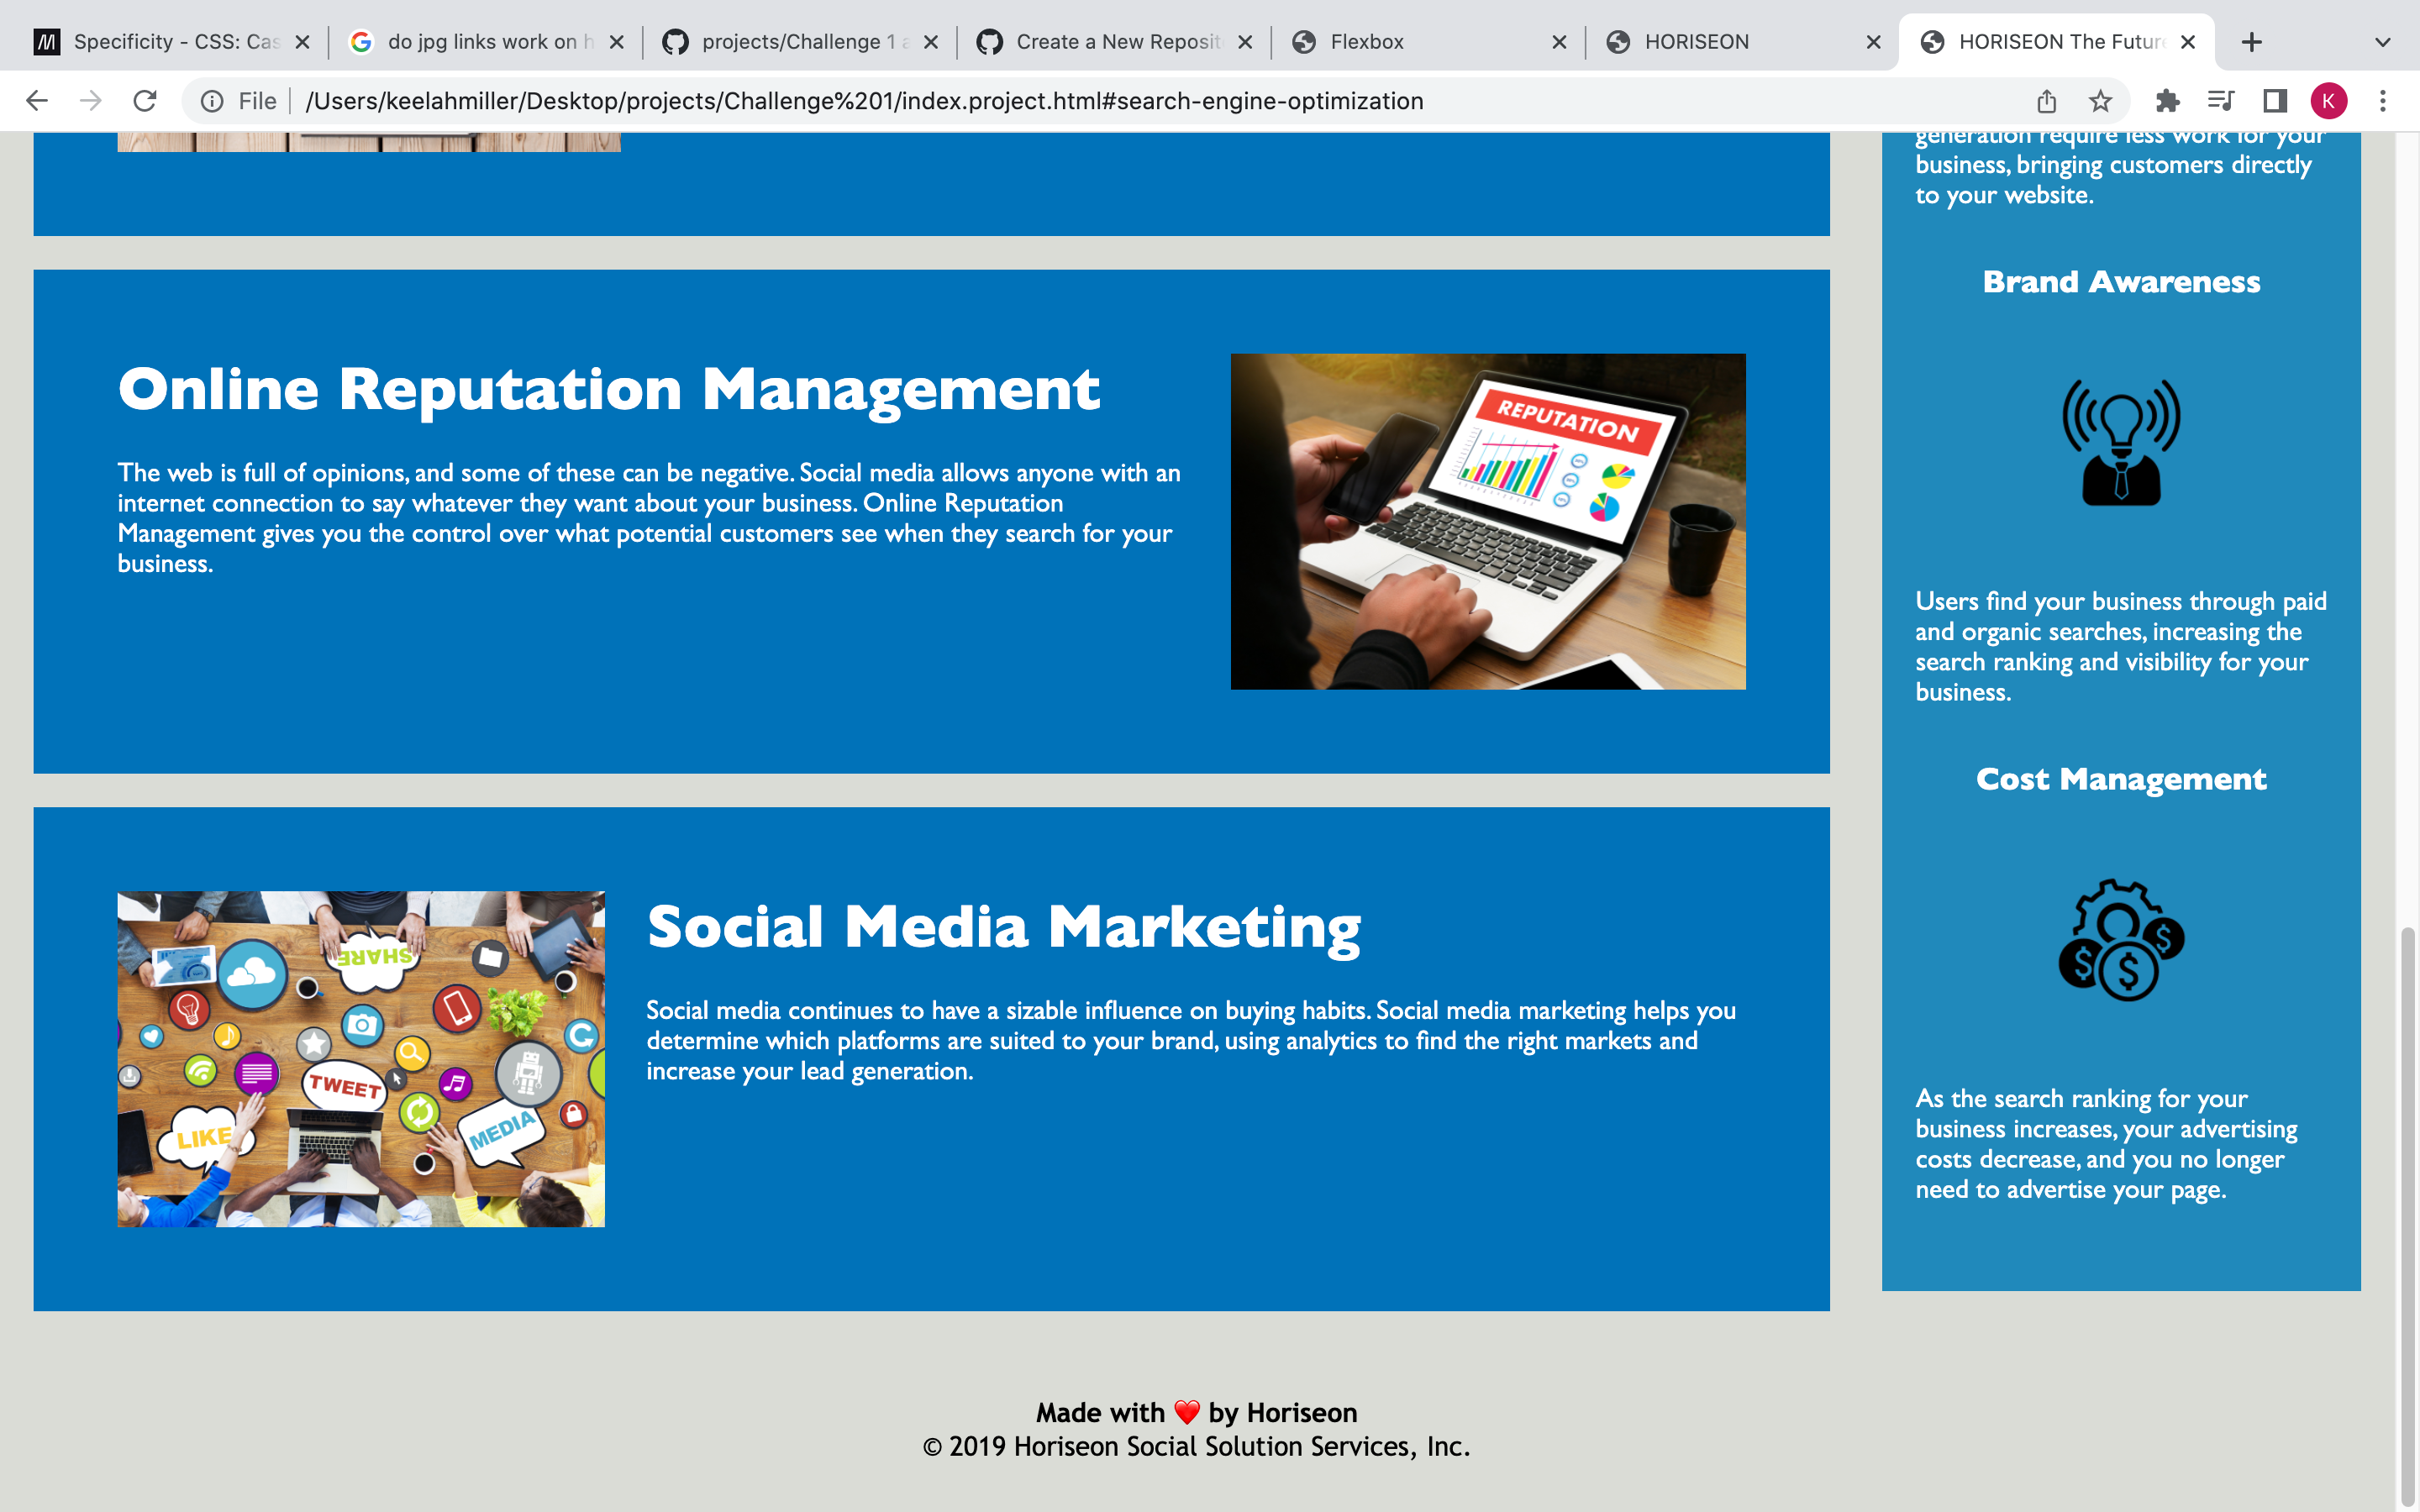 Specificity - CSS: Cas
do jpg links work on h
projects/Challenge 1 a
Create a New Reposit
Flexbox
HORISEON
HORISEON The Futur
File
/Users/keelahmiller/Desktop/projects/Challenge%201/index.project.html#search-engine-optimization
K
Online Reputation Management
The web is full of opinions, and some of these can be negative. Social media allows anyone with an
internet connection to say whatever they want about your business. Online Reputation
Management gives you the control over what potential customers see when they search for your
business.
REPUTATION
SHARE
TWEET
LIKE
MEDIA
Social Media Marketing
Social media continues to have a sizable influence on buying habits. Social media marketing helps you
determine which platforms are suited to your brand, using analytics to find the right markets and
increase your lead generation.
generation require less work for your
business, bringing customers directly
to your website.
Brand Awareness
Users find your business through paid
and organic searches, increasing the
search ranking and visibility for your
business.
Cost Management
$ $ $
As the search ranking for your
business increases, your advertising
costs decrease, and you no longer
need to advertise your page.
Made with ❤️ by Horiseon
© 2019 Horiseon Social Solution Services, Inc.